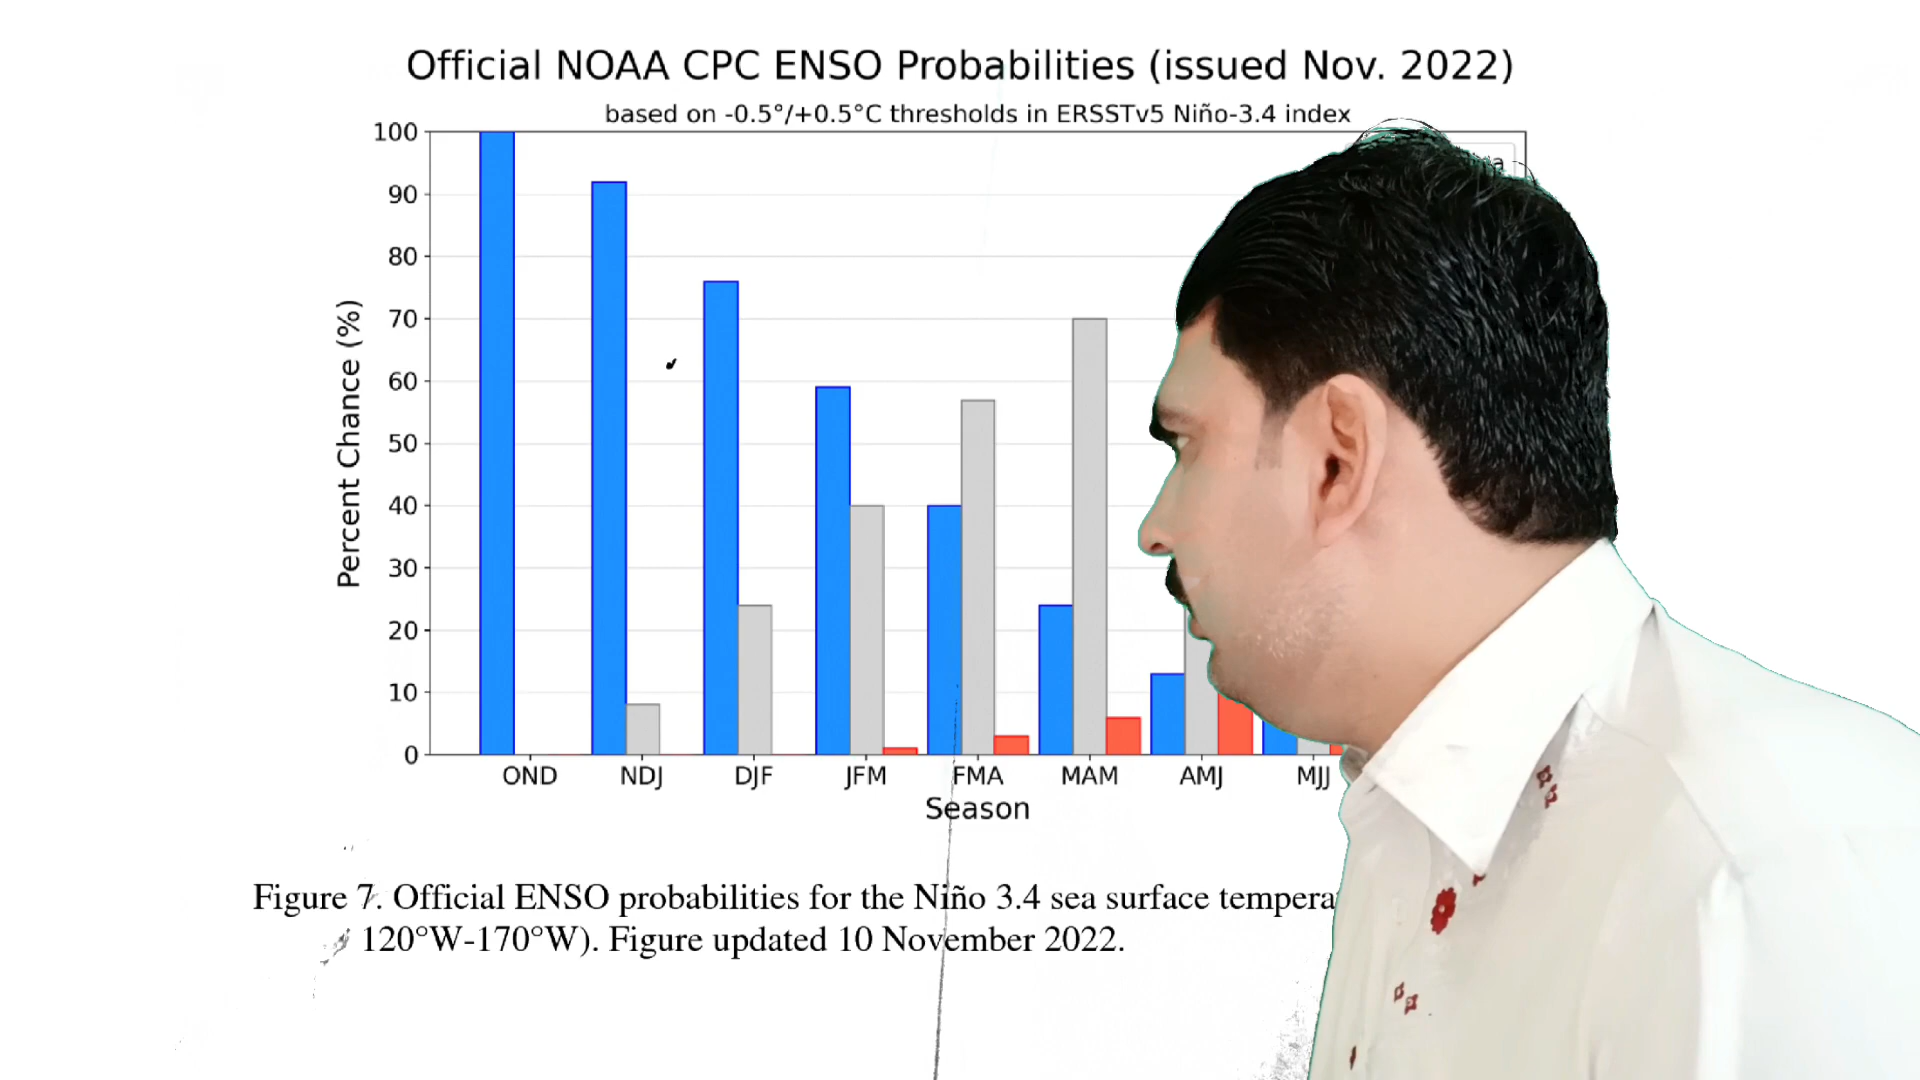 Official NOAA CPC ENSO Probabilities (issued Nov. 2022)
based on -0.5°/+0.5°C thresholds in ERSSTv5 Niño-3.4 index
100
90
80
70
60
50
40
30
20
10
0
Percent Chance (%)
OND NDJ DJF JFM FMA MAM AMJ MJJ
Season
Figure 7. Official ENSO probabilities for the Niño 3.4 sea surface
120°W-170°W). Figure updated 10 November 2022.